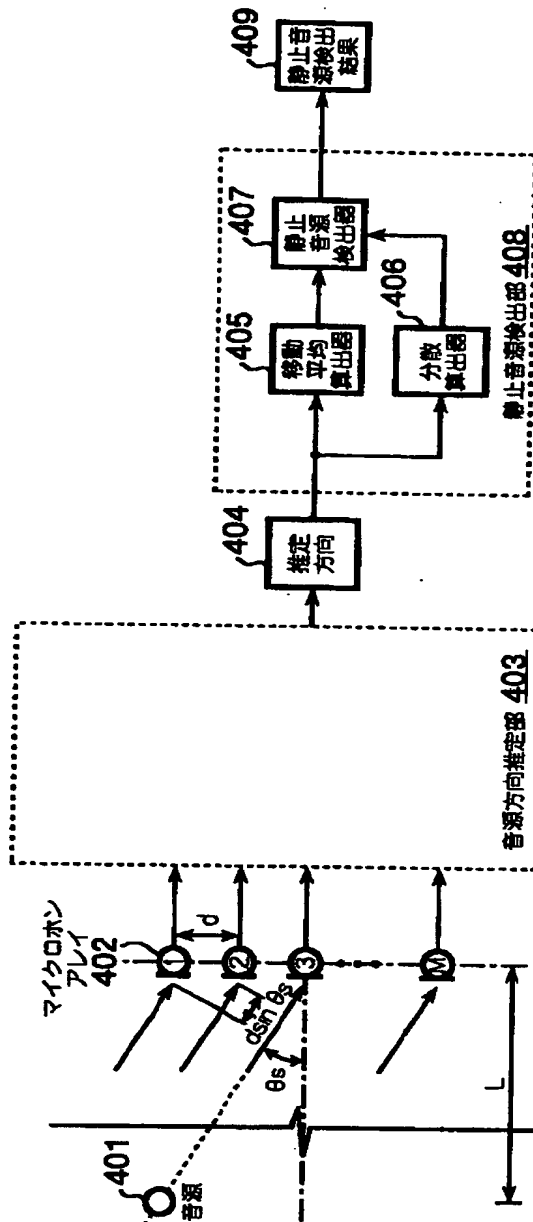 401
音源
マイクロホン
アレイ
402
1
2
3
M
d
dsin θs
θs
L
音源方向推定部 403
404
推定
方向
405
移動
平均
算出器
406
分散
算出器
407
静止
音源
検出器
静止音源検出部 408
409
静止音
源検出
結果